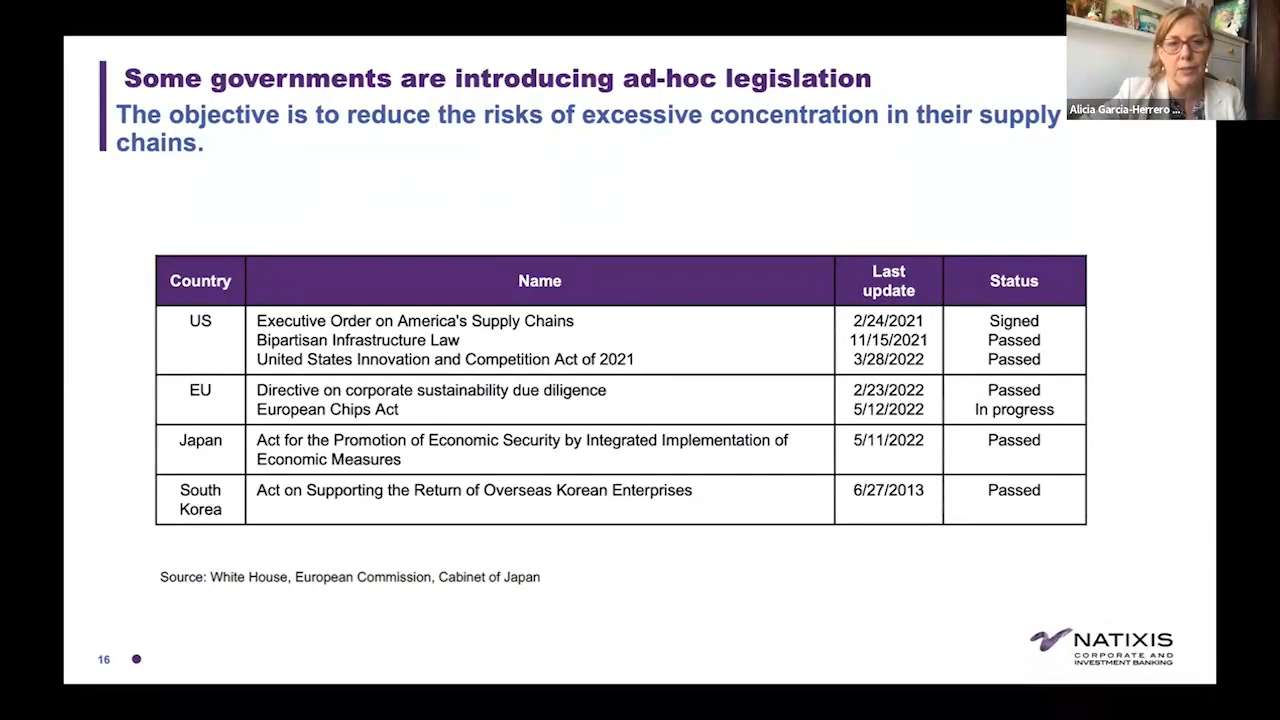 Some governments are introducing ad-hoc legislation
The objective is to reduce the risks of excessive concentration in their supply
chains.
Alicia García-Herrero ...
Country
Name
Last
update
Status
US
Executive Order on America's Supply Chains
2/24/2021
Signed
Bipartisan Infrastructure Law
11/15/2021
Passed
United States Innovation and Competition Act of 2021
3/28/2022
Passed
EU
Directive on corporate sustainability due diligence
2/23/2022
Passed
European Chips Act
5/12/2022
In progress
Japan
Act for the Promotion of Economic Security by Integrated Implementation of
Economic Measures
5/11/2022
Passed
South
Korea
Act on Supporting the Return of Overseas Korean Enterprises
6/27/2013
Passed
Source: White House, European Commission, Cabinet of Japan
16
NATIXIS
CORPORATE AND
INVESTMENT BANKING